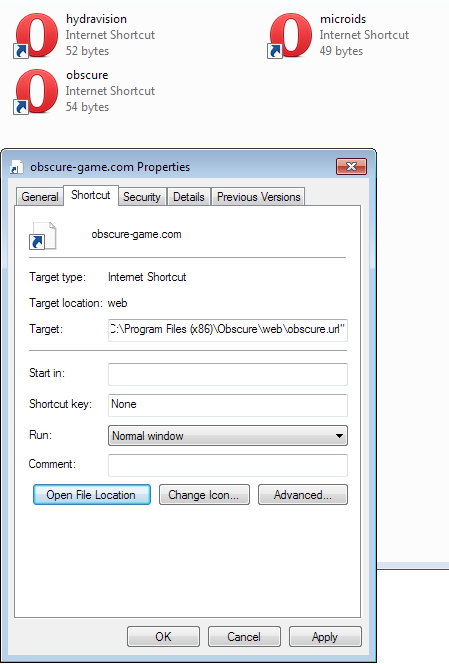 hydravision
Internet Shortcut
52 bytes
microids
Internet Shortcut
49 bytes
obscure
Internet Shortcut
54 bytes
obscure-game.com Properties
General Shortcut Security Details Previous Versions
obscure-game.com
Target type: Internet Shortcut
Target location: web
Target: C:\Program Files (x86)\Obscure\web\obscure.url"
Start in:
Shortcut key: None
Run: Normal window
Comment:
Open File Location Change Icon... Advanced...
OK Cancel Apply